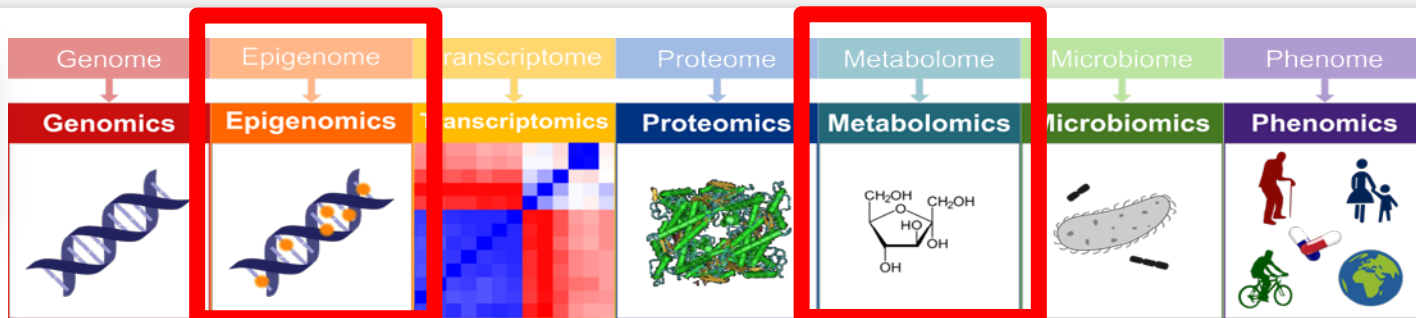 Genome Epigenome Transcriptome Proteome Metabolome Microbiome Phenome
Genomics Epigenomics Transcriptomics Proteomics Metabolomics Microbiomics Phenomics
CH₂OH
O CH₂OH
HO
OH
OH